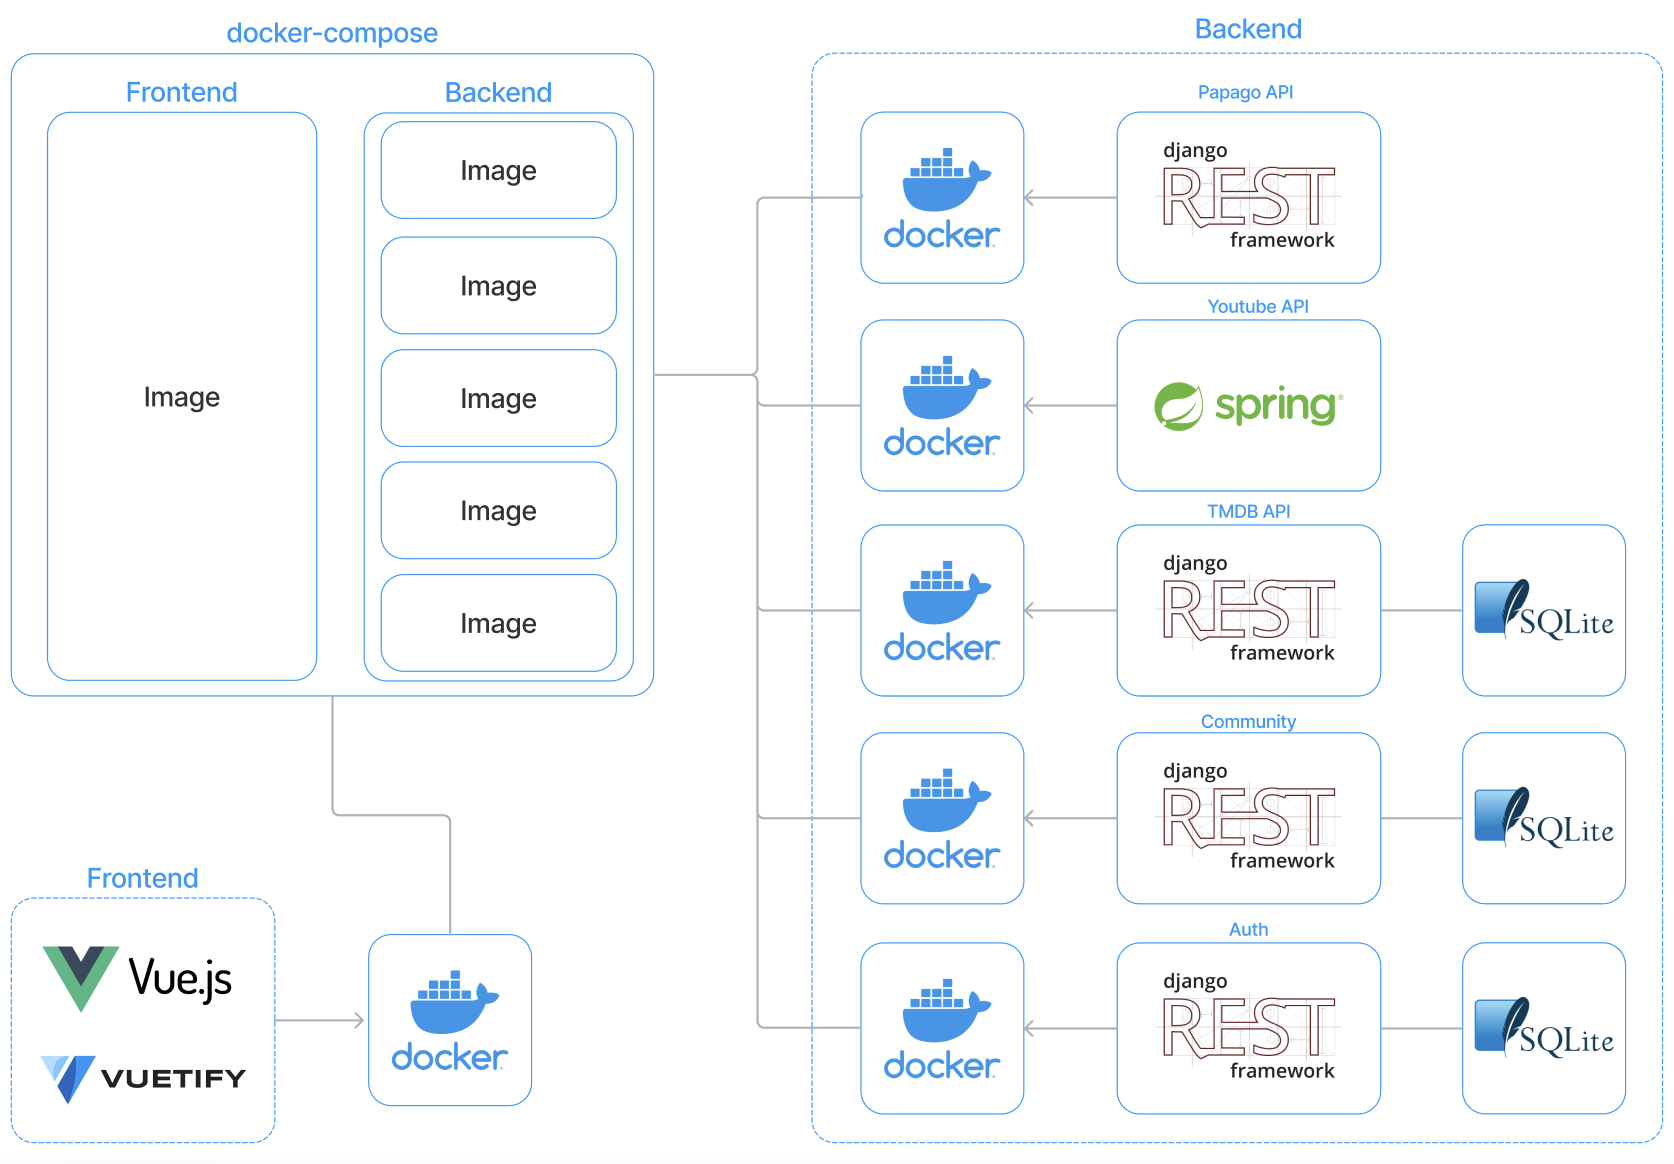 docker-compose
Frontend
Backend
Image
Image
Image
Image
Image
Image
Frontend
Vue.js
VUETIFY
docker
Backend
Papago API
docker
django
REST
framework
Youtube API
docker
spring
TMDB API
docker
django
REST
framework
SQLite
Community
docker
django
REST
framework
SQLite
Auth
docker
django
REST
framework
SQLite